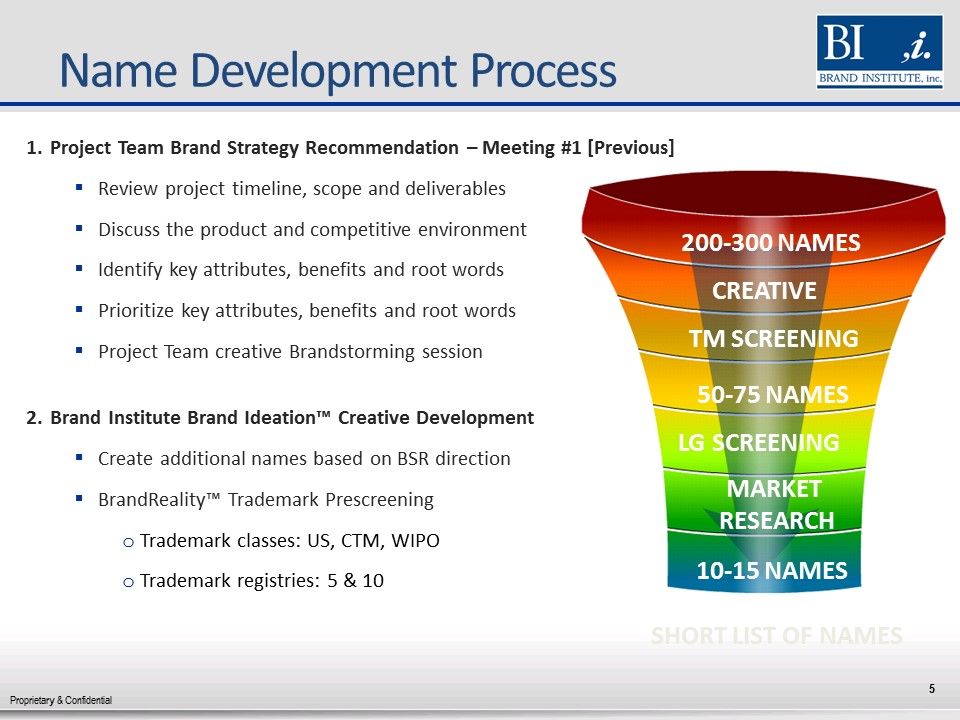 Name Development Process
BI ,i.
BRAND INSTITUTE, inc.
1. Project Team Brand Strategy Recommendation – Meeting #1 [Previous]
▪ Review project timeline, scope and deliverables
▪ Discuss the product and competitive environment
▪ Identify key attributes, benefits and root words
▪ Prioritize key attributes, benefits and root words
▪ Project Team creative Brandstorming session
2. Brand Institute Brand Ideation™ Creative Development
▪ Create additional names based on BSR direction
▪ BrandReality™ Trademark Prescreening
o Trademark classes: US, CTM, WIPO
o Trademark registries: 5 & 10
200-300 NAMES
CREATIVE
TM SCREENING
50-75 NAMES
LG SCREENING
MARKET
RESEARCH
10-15 NAMES
SHORT LIST OF NAMES
5
Proprietary & Confidential